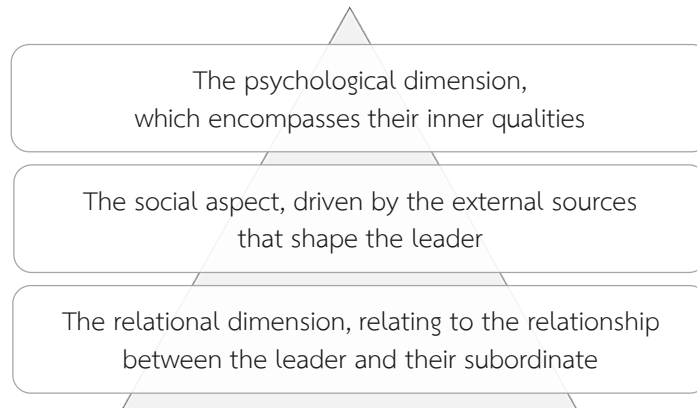 The psychological dimension,
which encompasses their inner qualities
The social aspect, driven by the external sources
that shape the leader
The relational dimension, relating to the relationship
between the leader and their subordinate